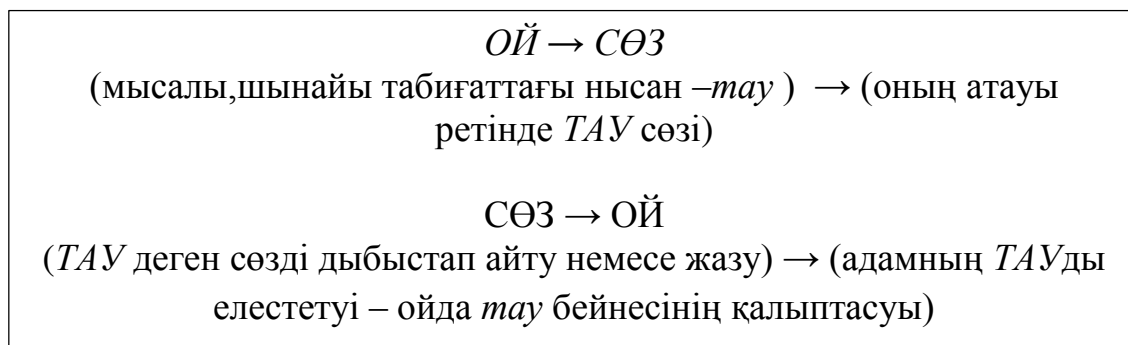 ОЙ → СӨЗ
(мысалы,шынайы табиғаттағы нысан –тау ) → (оның атауы
ретінде ТАУ сөзі)
СӨЗ → ОЙ
(ТАУ деген сөзді дыбыстап айту немесе жазу) → (адамның ТАУды
елестетуі – ойда тау бейнесінің қалыптасуы)